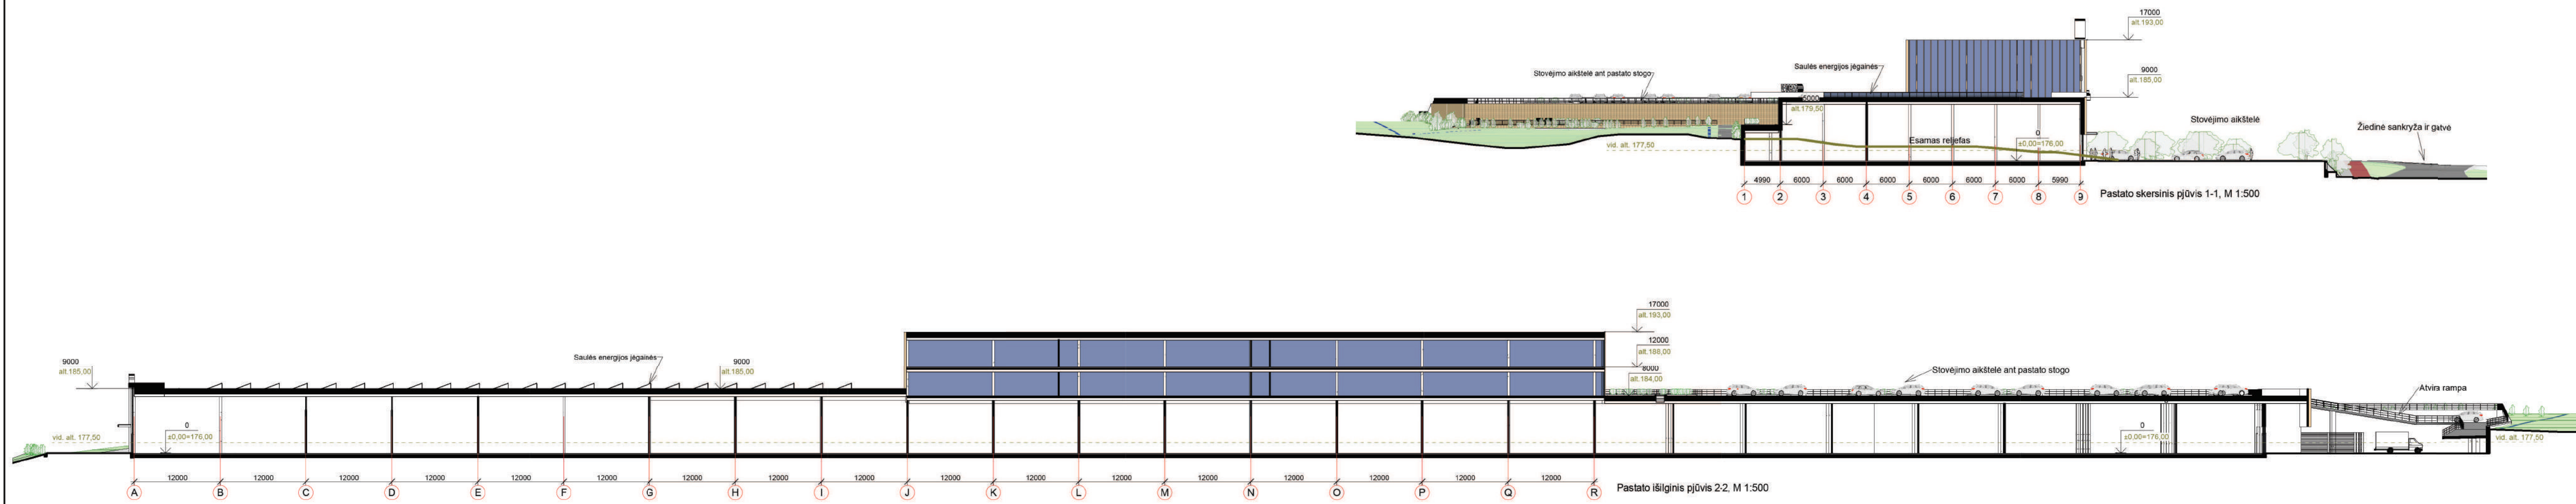 17000
alt.193,00
9000
alt.185,00
Stovėjimo aikštelė ant pastato stogo
Saulės energijos jėgainės
alt.179,50
Stovėjimo aikštelė
Žiedinė sankryža ir gatvė
vid. alt. 177,50
Esamas reljefas
0
±0,00=176,00
4990 6000 6000 6000 6000 6000 6000 5990
1 2 3 4 5 6 7 8 9
Pastato skersinis pjūvis 1-1, M 1:500
17000
alt.193,00
12000
alt.188,00
8000
alt.184,00
9000
alt.185,00
Saulės energijos jėgainės
9000
alt.185,00
Stovėjimo aikštelė ant pastato stogo
Atvira rampa
vid. alt. 177,50
0
±0,00=176,00
0
±0,00=176,00
vid. alt. 177,50
12000 12000 12000 12000 12000 12000 12000 12000 12000 12000 12000 12000 12000 12000 12000 12000 12000
A B C D E F G H I J K L M N O P Q R
Pastato išilginis pjūvis 2-2, M 1:500